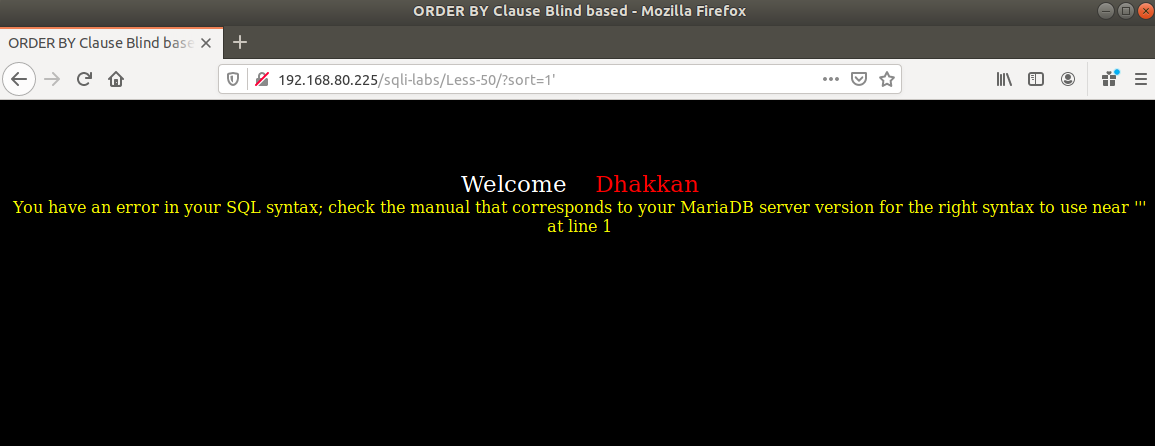 ORDER BY Clause Blind based - Mozilla Firefox
ORDER BY Clause Blind base
192.168.80.225/sqli-labs/Less-50/?sort=1'
Welcome Dhakkan
You have an error in your SQL syntax; check the manual that corresponds to your MariaDB server version for the right syntax to use near '''
at line 1